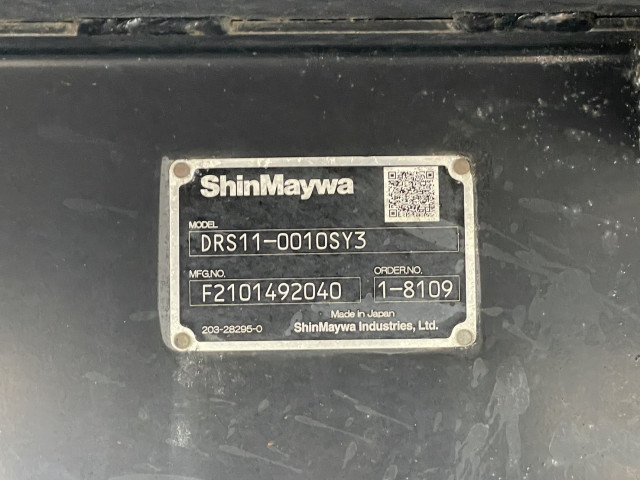 ShinMaywa
MODEL
DRS11-0010SY3
MFG.NO. ORDER.NO.
F2101492040 1-8109
Made in Japan
203-28295-0 ShinMaywa Industries, Ltd.